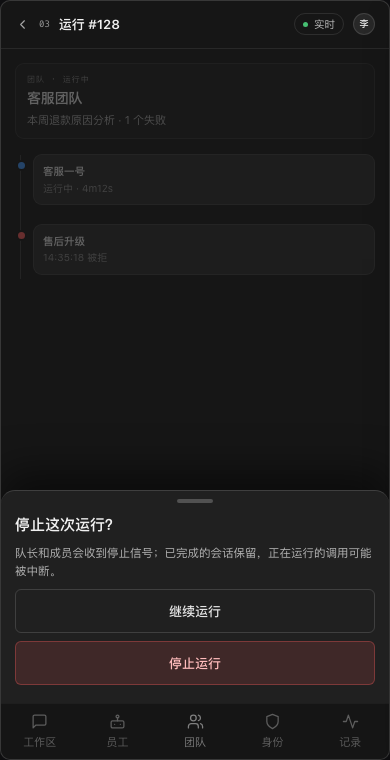 03 运行 #128
实时
李
团队 · 运行中
客服团队
本周退款原因分析 · 1 个失败
客服一号
运行中 · 4m12s
售后升级
14:35:18 被拒
停止这次运行?
队长和成员会收到停止信号；已完成的会话保留，正在运行的调用可能
被中断。
继续运行
停止运行
工作区 员工 团队 身份 记录